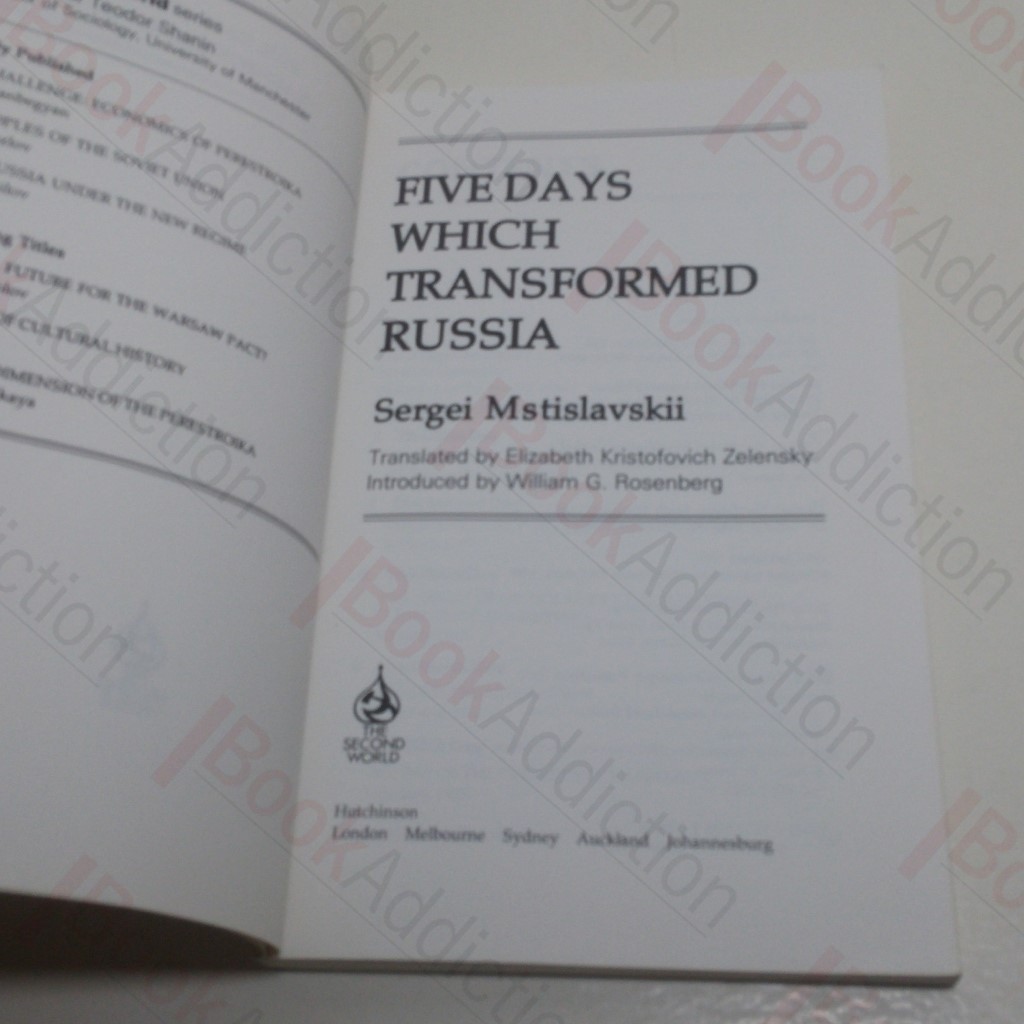 series
Teodor Shanin
of Sociology, University of Manchester
Published
ECONOMICS OF PERESTROIKA
OF THE SOVIET UNION
UNDER THE NEW REGIME
Titles
FUTURE FOR THE WARSAW PACT?
OF CULTURAL HISTORY
DIMENSION OF THE PERESTROIKA
FIVE DAYS
WHICH
TRANSFORMED
RUSSIA
Sergei Mstislavskii
Translated by Elizabeth Kristofovich Zelensky
Introduced by William G. Rosenberg
THE
SECOND
WORLD
Hutchinson
London Melbourne Sydney Auckland Johannesburg
BookAddiction